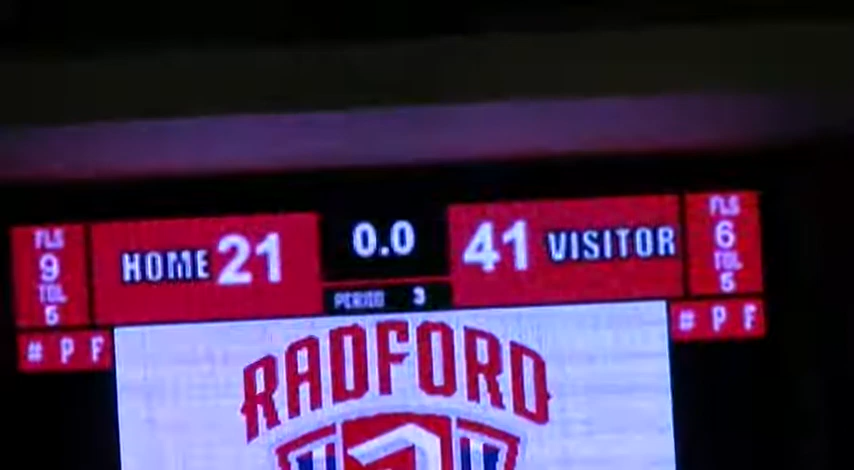 FLS
9
TOL
5
# P F
HOME 21
0.0
PERIOD 3
41 VISITOR
FLS
6
TOL
5
# P F
RADFORD